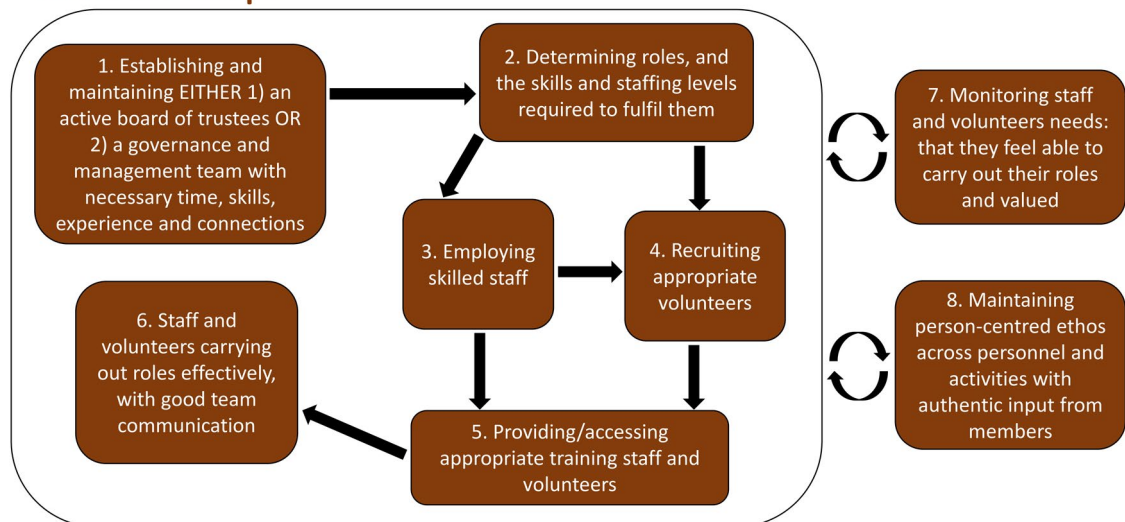 1. Establishing and
maintaining EITHER 1) an
active board of trustees OR
2) a governance and
management team with
necessary time, skills,
experience and connections
2. Determining roles, and
the skills and staffing levels
required to fulfil them
3. Employing
skilled staff
4. Recruiting
appropriate
volunteers
5. Providing/accessing
appropriate training staff and
volunteers
6. Staff and
volunteers carrying
out roles effectively,
with good team
communication
7. Monitoring staff
and volunteers needs:
that they feel able to
carry out their roles
and valued
8. Maintaining
person-centred ethos
across personnel and
activities with
authentic input from
members